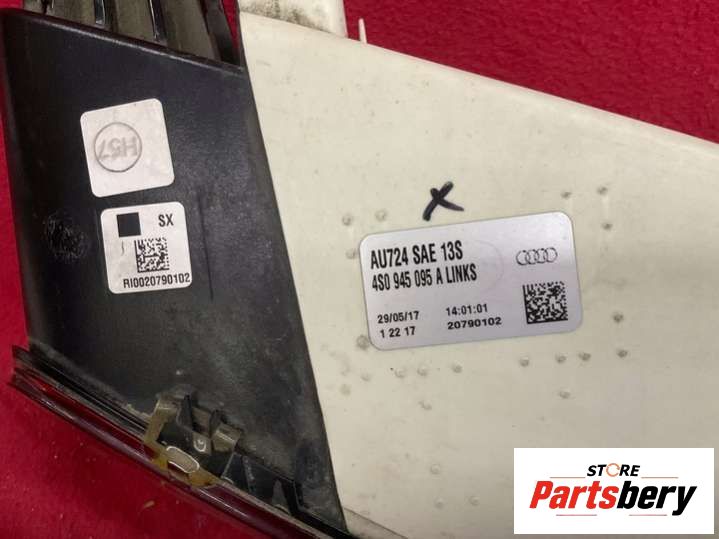 H57
SX
RI0020790102
X
AU724 SAE 13S
4S0 945 095 A LINKS
29/05/17 14:01:01
1 22 17 20790102
STORE
Partsbery